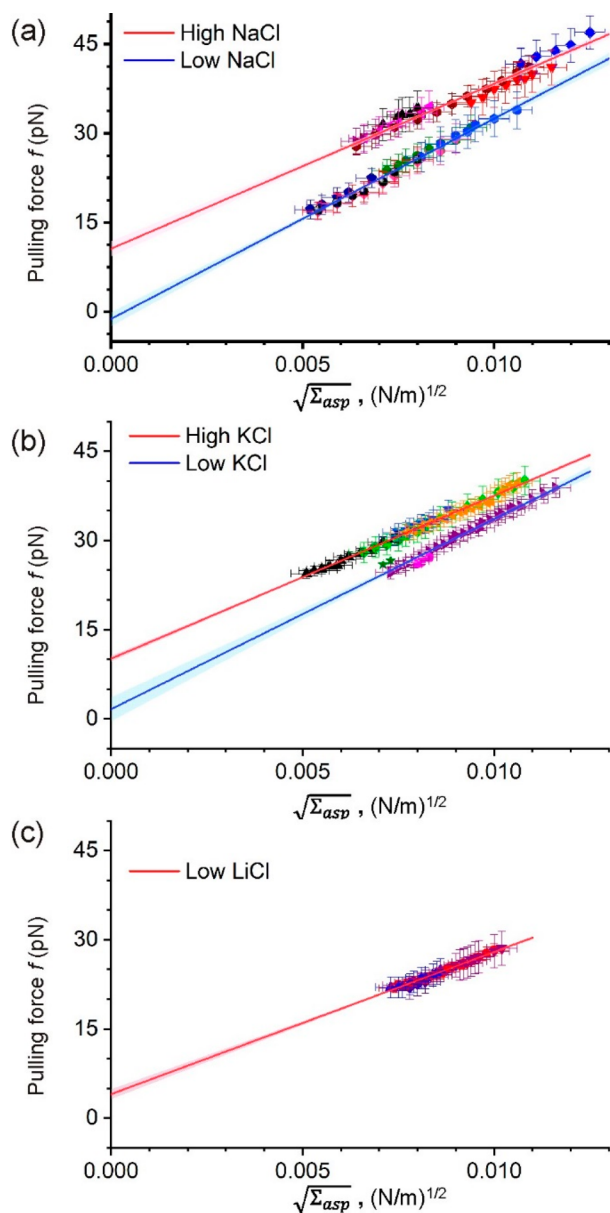 (a)
High NaCl
Low NaCl
Pulling force f (pN)
45
30
15
0
0.000
0.005
0.010
√Σasp , (N/m)1/2
(b)
High KCl
Low KCl
Pulling force f (pN)
45
30
15
0
0.000
0.005
0.010
√Σasp , (N/m)1/2
(c)
Low LiCl
Pulling force f (pN)
45
30
15
0
0.000
0.005
0.010
√Σasp , (N/m)1/2